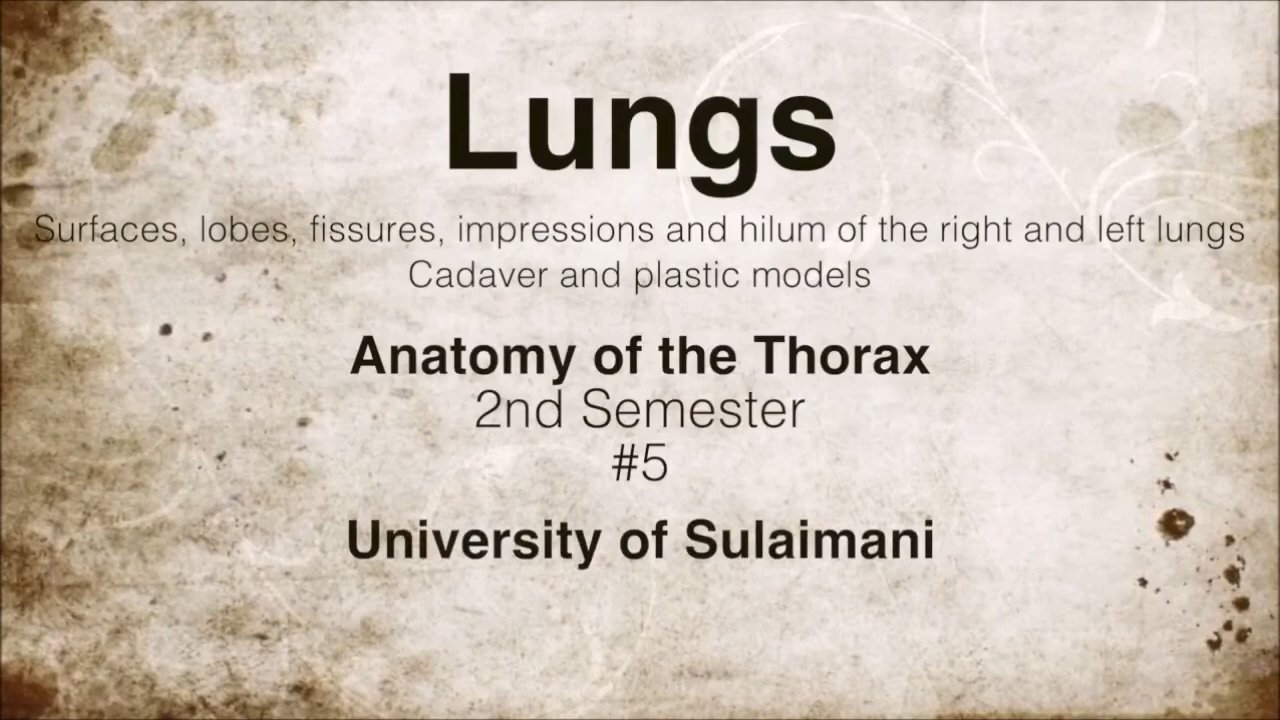 Lungs
Surfaces, lobes, fissures, impressions and hilum of the right and left lungs
Cadaver and plastic models
Anatomy of the Thorax
2nd Semester
#5
University of Sulaimani